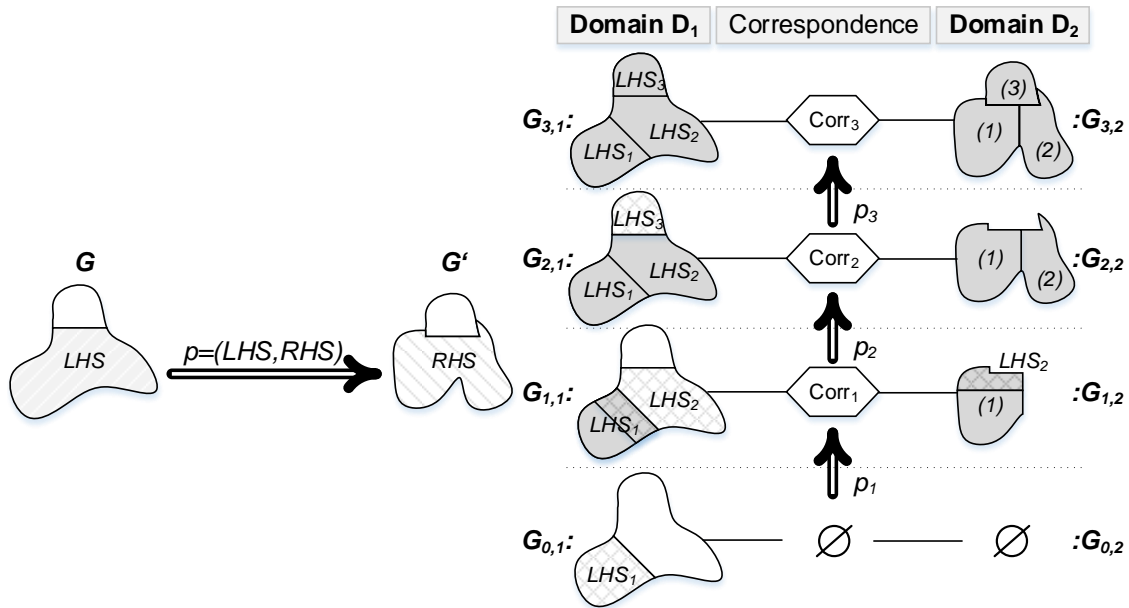 Domain D₁ Correspondence Domain D₂
LHS₃
(3)
G₃,₁: LHS₁ LHS₂ Corr₃ (1) (2) :G₃,₂
p₃
LHS₃
G₂,₁: LHS₁ LHS₂ Corr₂ (1) (2) :G₂,₂
p₂
G G‘
LHS p=(LHS,RHS) RHS
LHS₂
G₁,₁: LHS₁ LHS₂ Corr₁ (1) :G₁,₂
p₁
G₀,₁: ∅ ∅ :G₀,₂
LHS₁